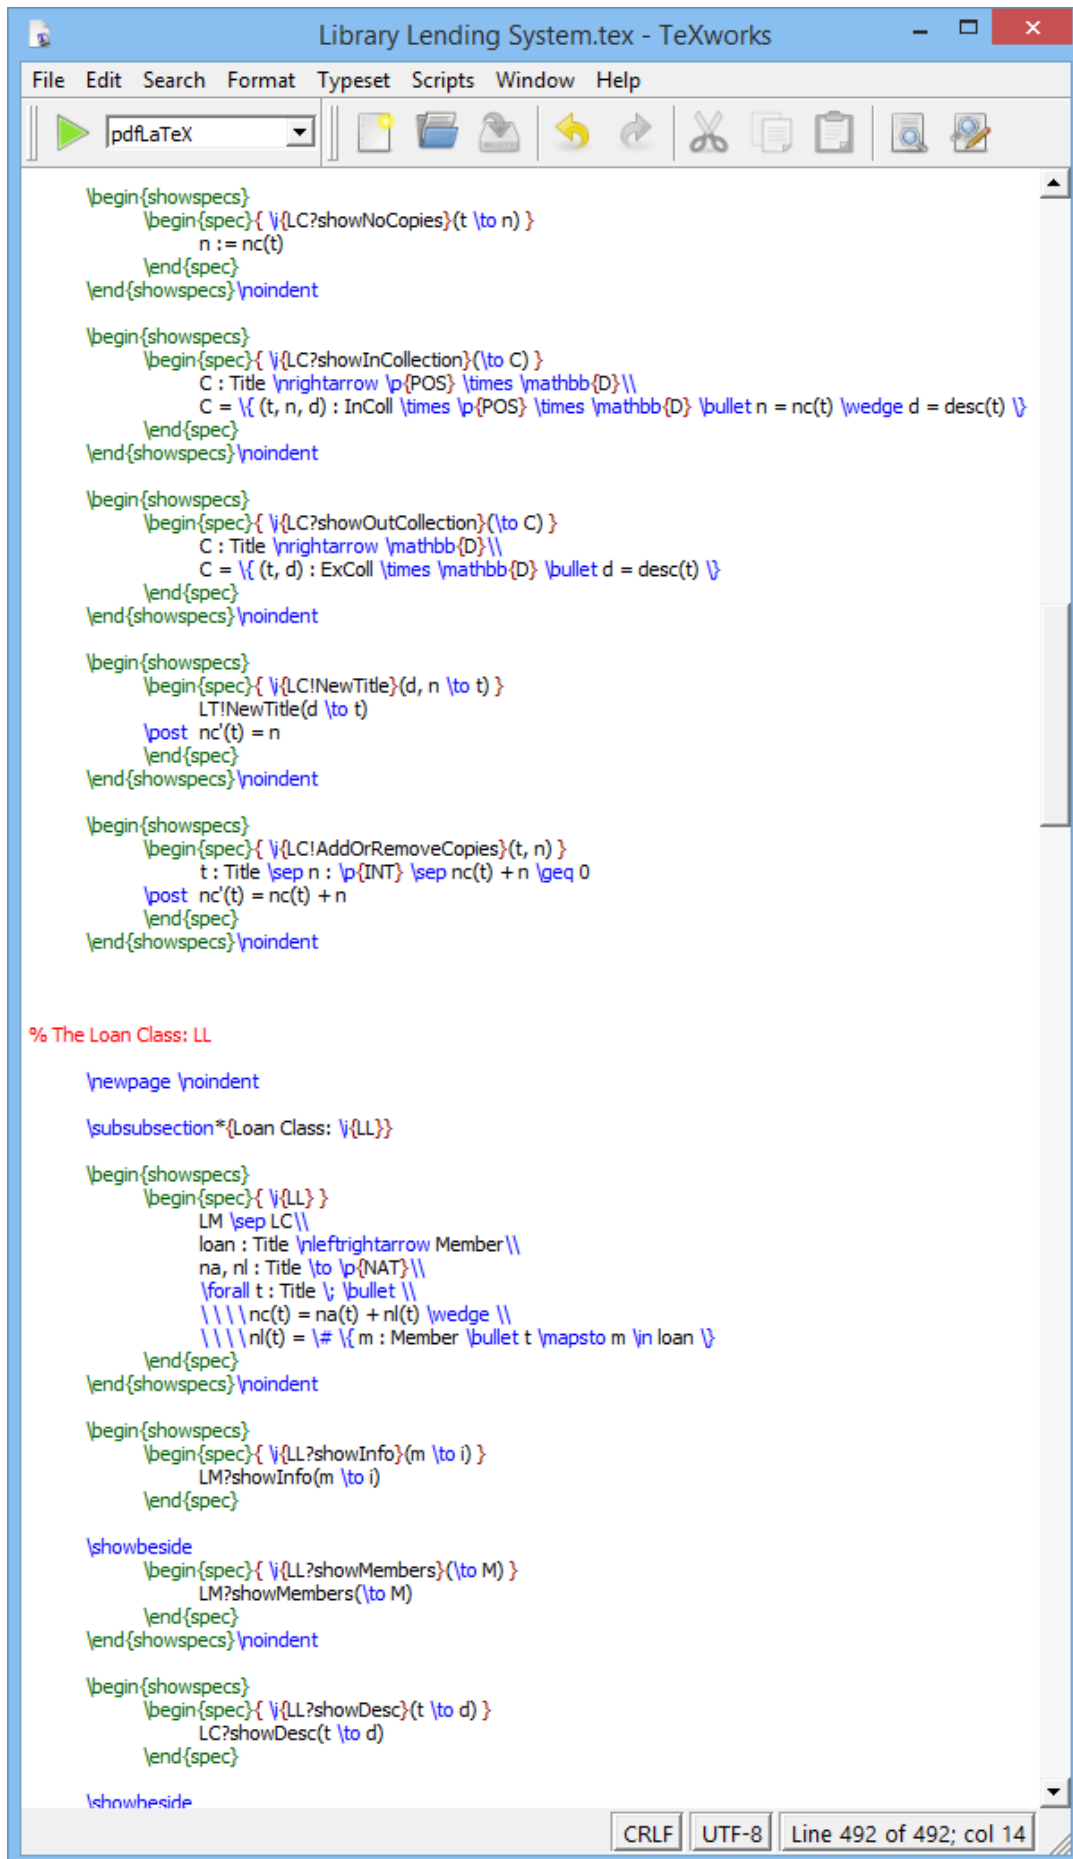 Library Lending System.tex - TeXworks
File Edit Search Format Typeset Scripts Window Help
pdfLaTeX
\begin{showspecs}
\begin{spec}{ \i{LC?showNoCopies}(t \to n) }
n := nc(t)
\end{spec}
\end{showspecs}\noindent
\begin{showspecs}
\begin{spec}{ \i{LC?showInCollection}(\to C) }
C : Title \nrightarrow \p{POS} \times \mathbb{D}\\
C = \{ (t, n, d) : InColl \times \p{POS} \times \mathbb{D} \bullet n = nc(t) \wedge d = desc(t) \}
\end{spec}
\end{showspecs}\noindent
\begin{showspecs}
\begin{spec}{ \i{LC?showOutCollection}(\to C) }
C : Title \nrightarrow \mathbb{D}\\
C = \{ (t, d) : ExColl \times \mathbb{D} \bullet d = desc(t) \}
\end{spec}
\end{showspecs}\noindent
\begin{showspecs}
\begin{spec}{ \i{LC!NewTitle}(d, n \to t) }
LT!NewTitle(d \to t)
\post nc'(t) = n
\end{spec}
\end{showspecs}\noindent
\begin{showspecs}
\begin{spec}{ \i{LC!AddOrRemoveCopies}(t, n) }
t : Title \sep n : \p{INT} \sep nc(t) + n \geq 0
\post nc'(t) = nc(t) + n
\end{spec}
\end{showspecs}\noindent
% The Loan Class: LL
\newpage \noindent
\subsubsection*{Loan Class: \i{LL}}
\begin{showspecs}
\begin{spec}{ \i{LL} }
LM \sep LC\\
loan : Title \nleftrightarrow Member\\
na, nl : Title \to \p{NAT}\\
\forall t : Title \; \bullet \\
\ \ \ \ nc(t) = na(t) + nl(t) \wedge \\
\ \ \ \ nl(t) = \# \{ m : Member \bullet t \mapsto m \in loan \}
\end{spec}
\end{showspecs}\noindent
\begin{showspecs}
\begin{spec}{ \i{LL?showInfo}(m \to i) }
LM?showInfo(m \to i)
\end{spec}
\showbeside
\begin{spec}{ \i{LL?showMembers}(\to M) }
LM?showMembers(\to M)
\end{spec}
\end{showspecs}\noindent
\begin{showspecs}
\begin{spec}{ \i{LL?showDesc}(t \to d) }
LC?showDesc(t \to d)
\end{spec}
\showbeside
CRLF UTF-8 Line 492 of 492; col 14